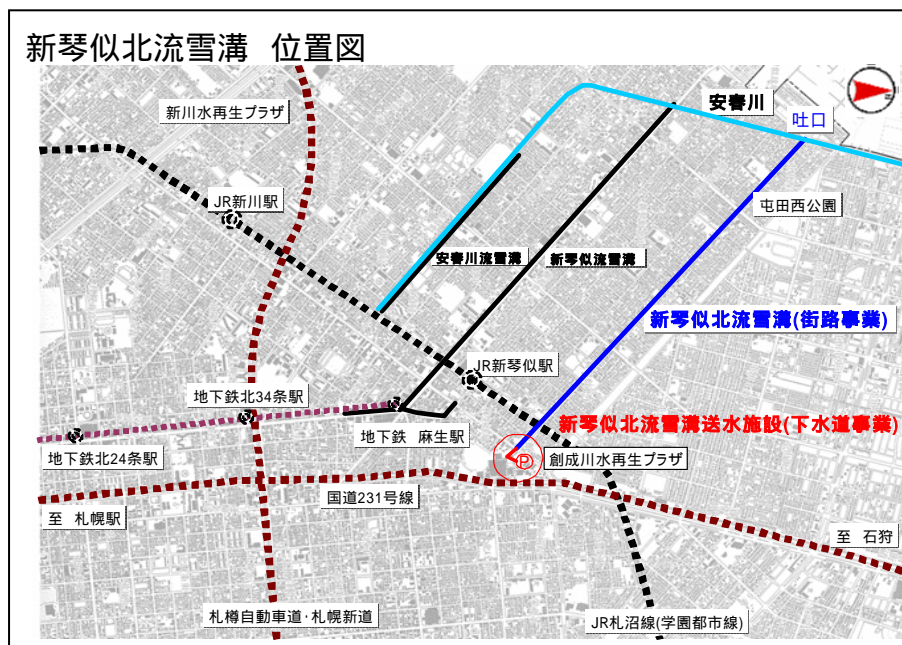 新琴似北流雪溝 位置図
新川水再生プラザ
安春川
吐口
JR新川駅
屯田西公園
安春川流雪溝
新琴似流雪溝
新琴似北流雪溝(街路事業)
JR新琴似駅
地下鉄北34条駅
新琴似北流雪溝送水施設(下水道事業)
地下鉄 麻生駅
地下鉄北24条駅
P
創成川水再生プラザ
国道231号線
至 札幌駅
至 石狩
札樽自動車道・札幌新道
JR札沼線(学園都市線)